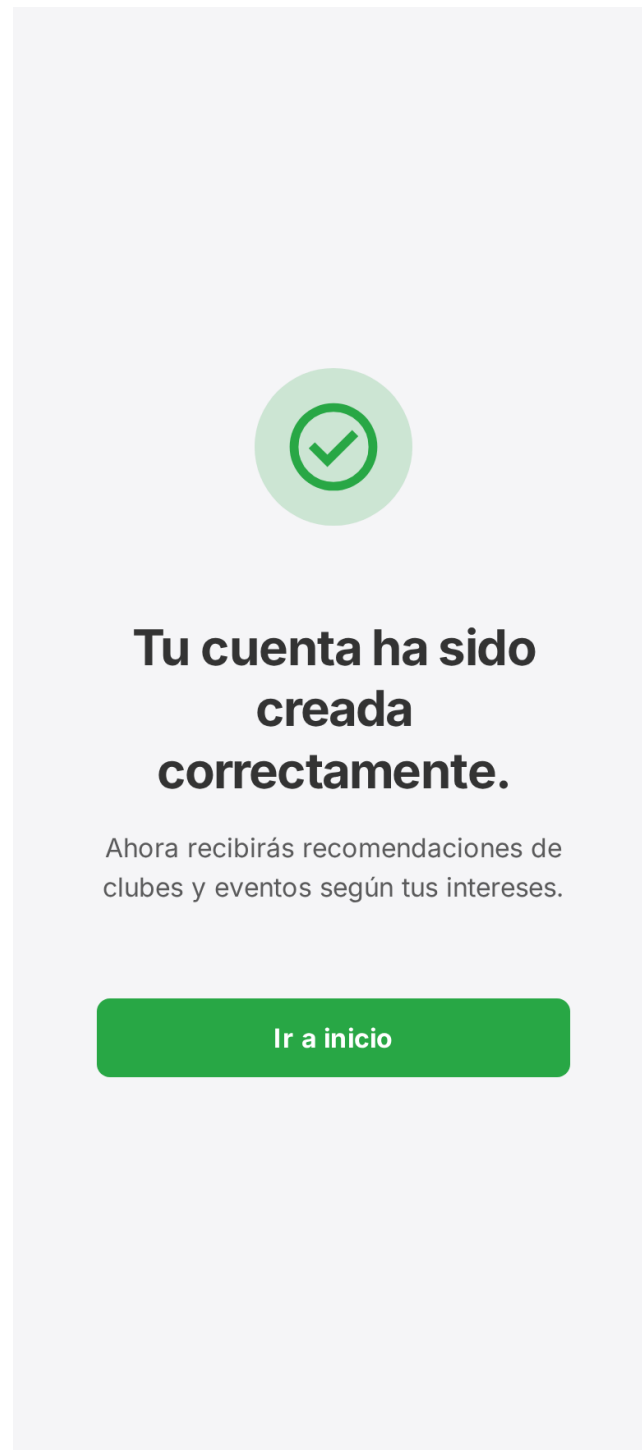 Tu cuenta ha sido
creada
correctamente.
Ahora recibirás recomendaciones de
clubes y eventos según tus intereses.
Ir a inicio